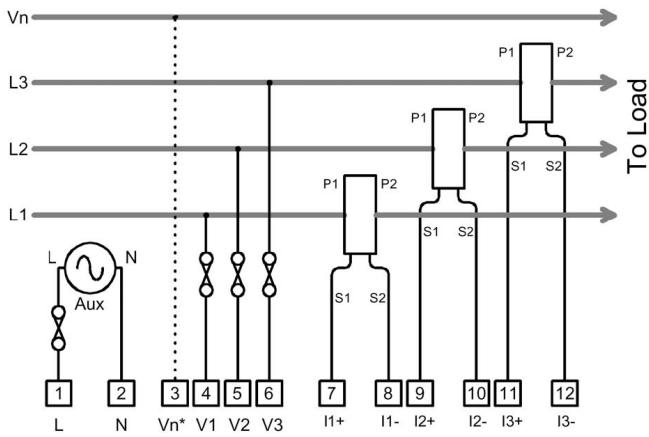 Vn
P1 P2
L3
To Load
P1 P2
L2
S1 S2
P1 P2
L1
S1 S2
L N
Aux
S1 S2
1 2 3 4 5 6 7 8 9 10 11 12
L N Vn* V1 V2 V3 I1+ I1- I2+ I2- I3+ I3-